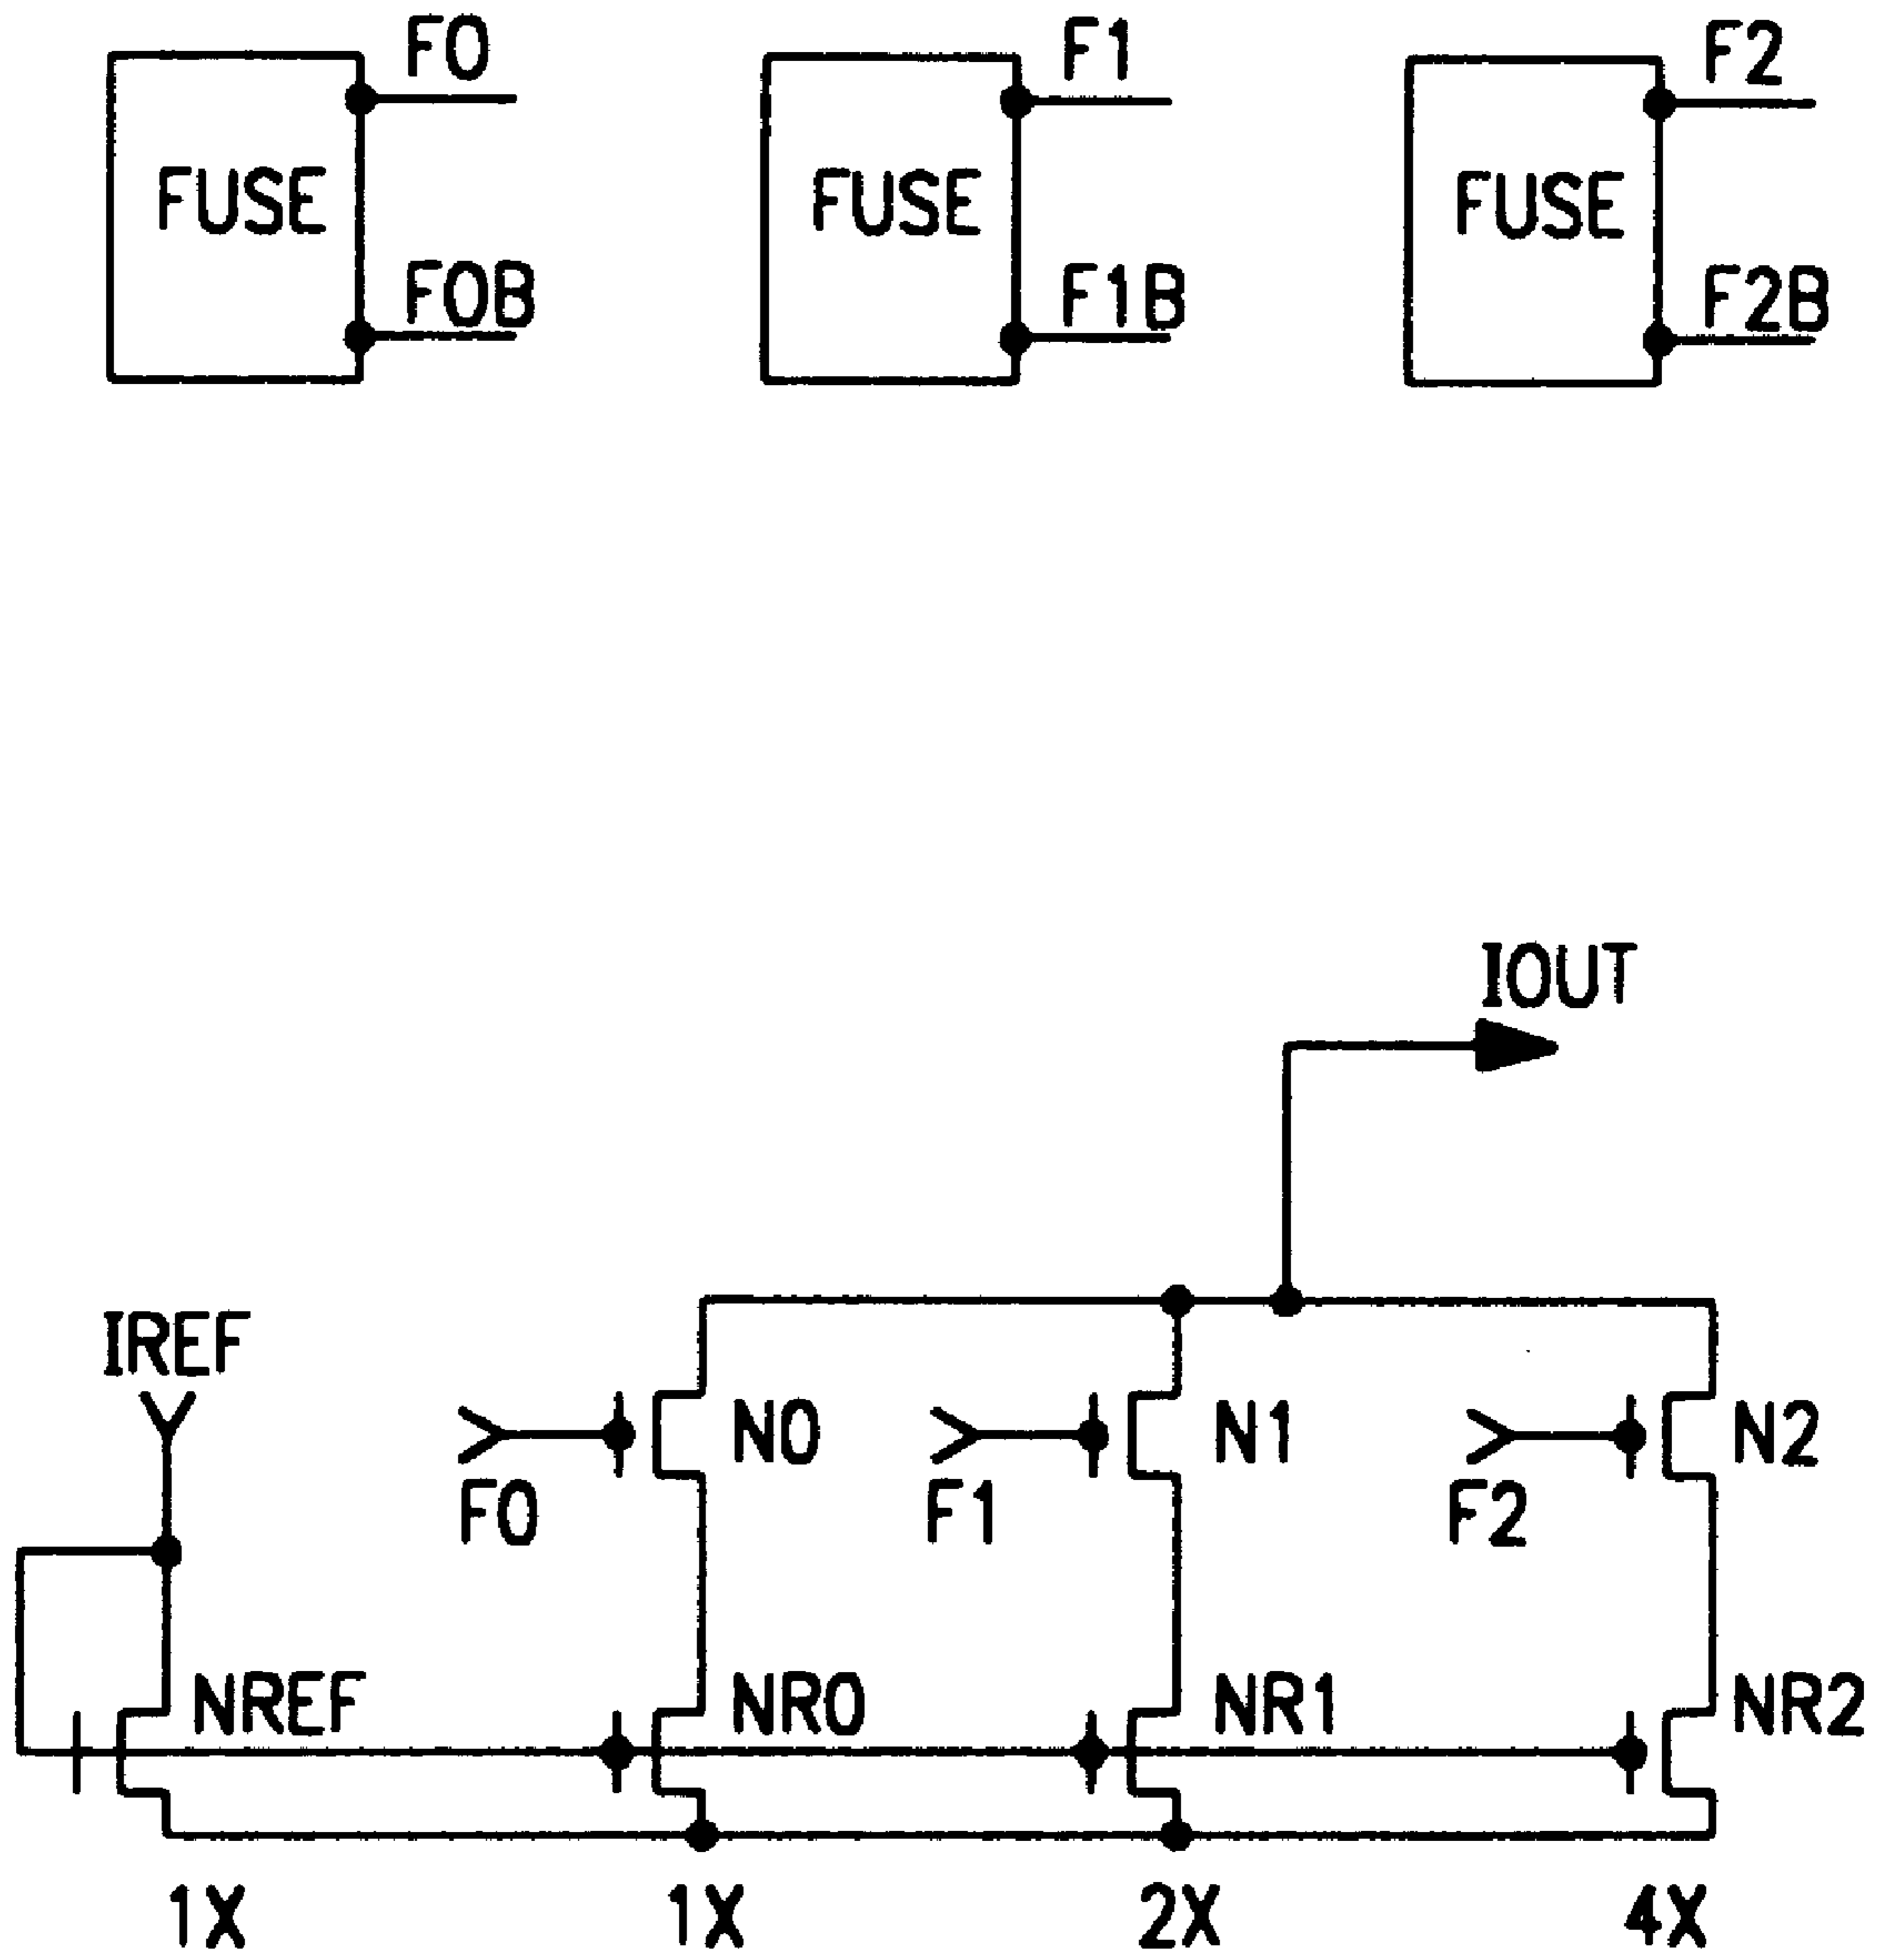 F0
F1
F2
FUSE
FUSE
FUSE
F0B
F1B
F2B
IOUT
IREF
N0
N1
N2
F0
F1
F2
NREF
NR0
NR1
NR2
1X
1X
2X
4X